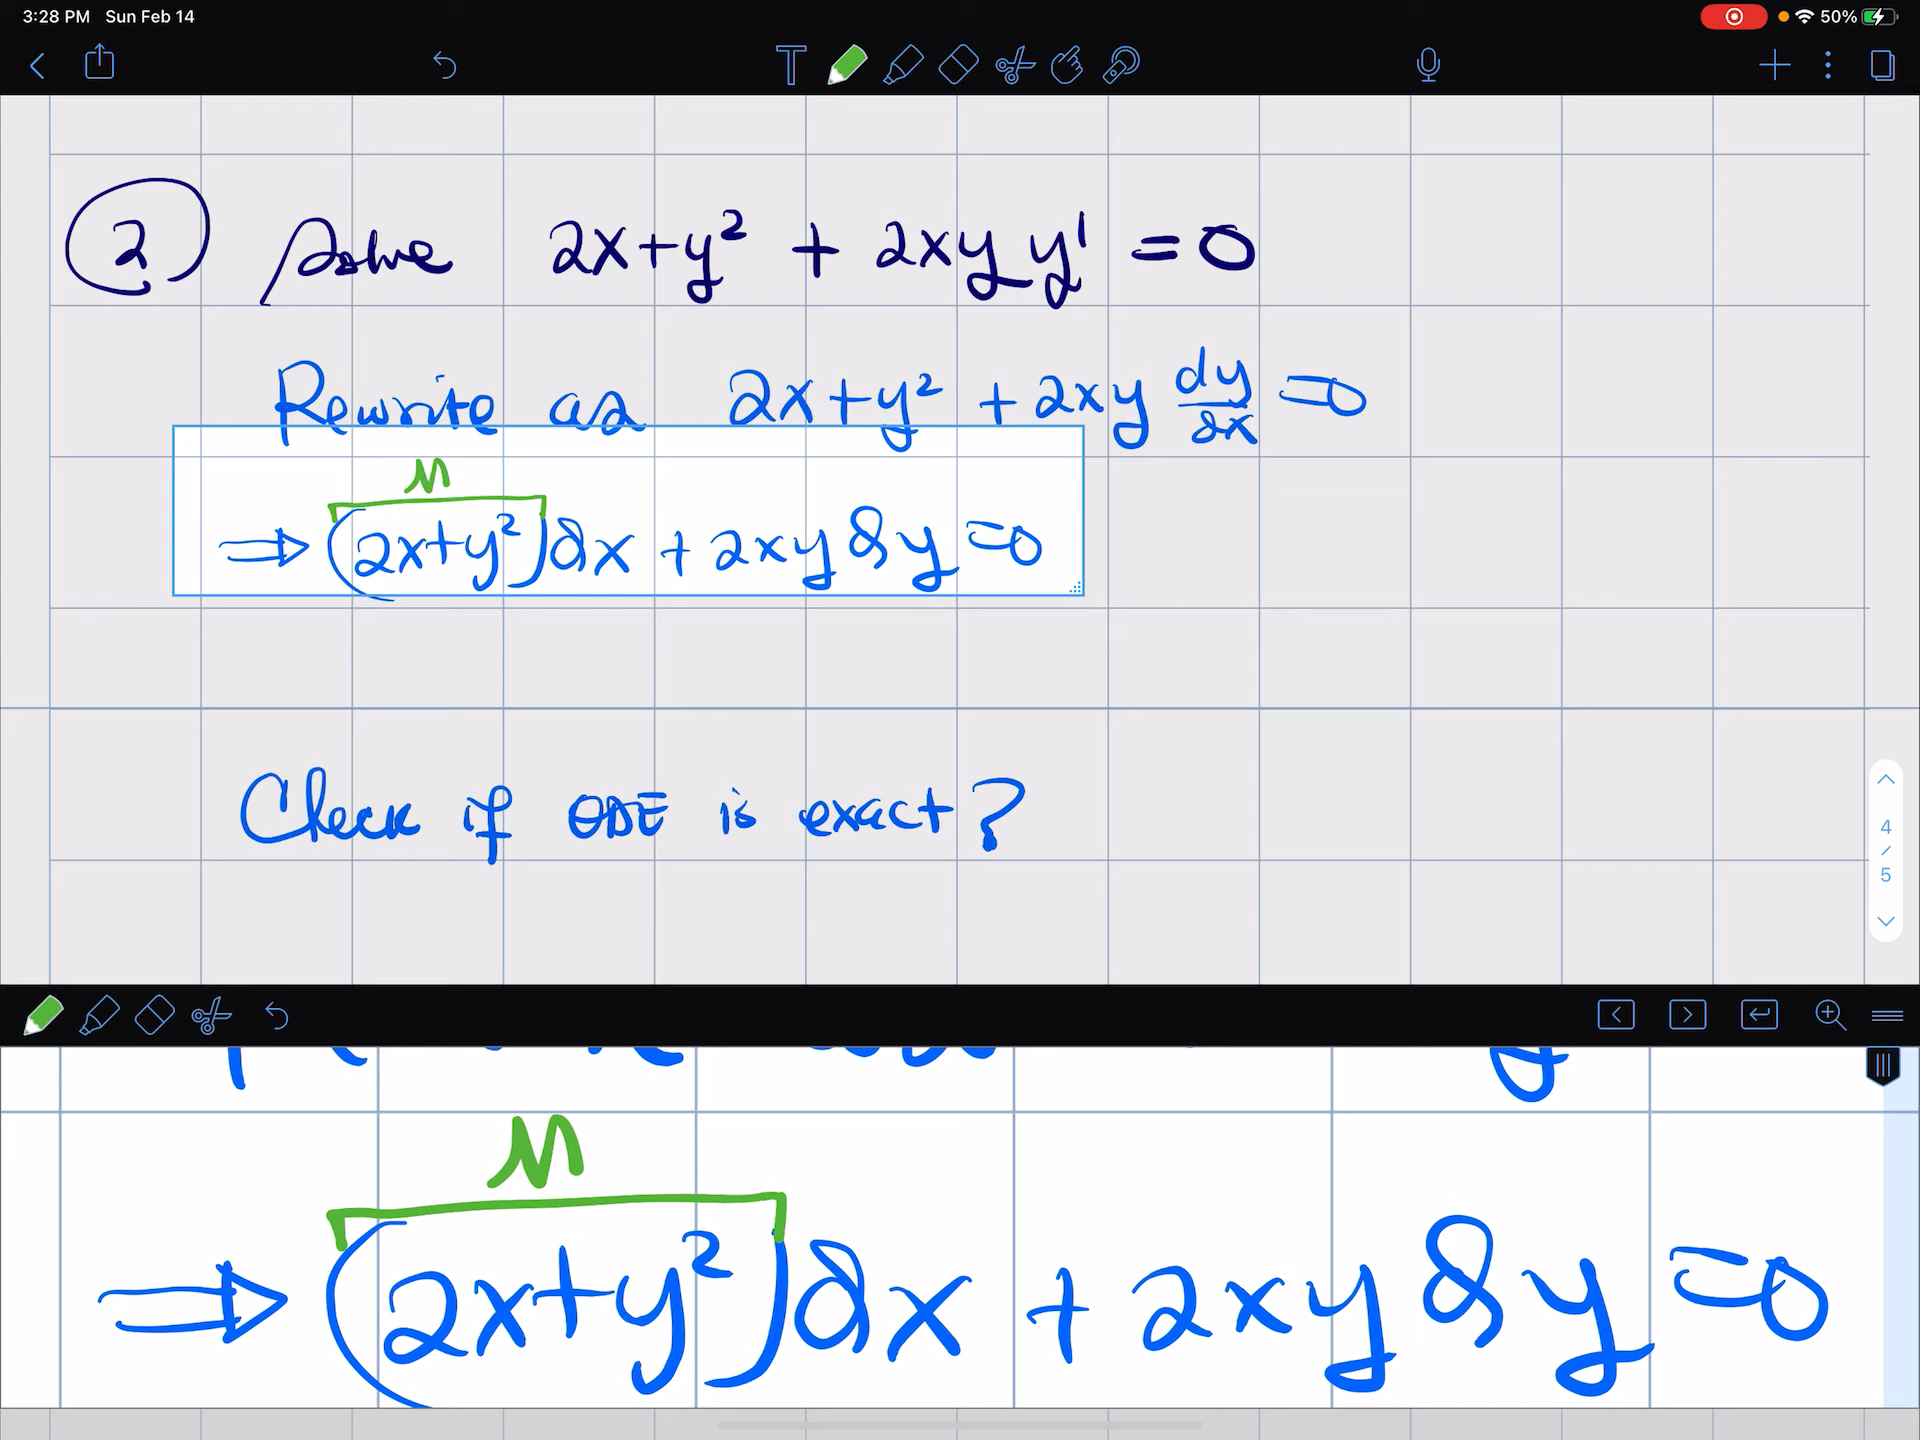 3:28 PM Sun Feb 14
50%
2 Solve 2x+y² + 2xy y' = 0
Rewrite as 2x+y² + 2xy dy/dx = 0
M
⇒ (2x+y²)dx + 2xy dy = 0
Check if ODE is exact?
4
/
5
M
⇒ (2x+y²)dx + 2xy dy = 0